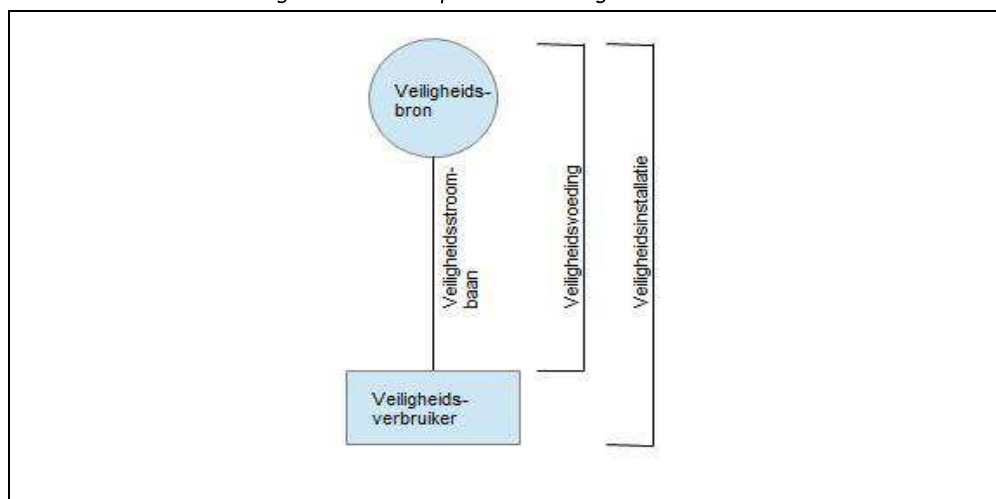 Veiligheids-
bron
Veiligheidsstroom-
baan
Veiligheidsvoeding
Veiligheidsinstallatie
Veiligheids-
verbruiker